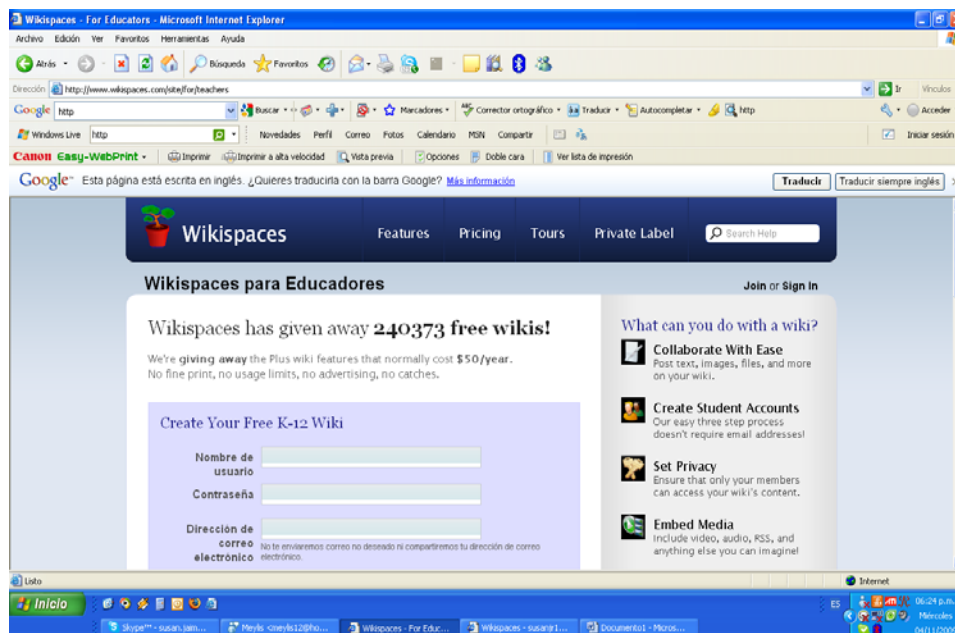 Wikispaces - For Educators - Microsoft Internet Explorer
Archivo Edición Ver Favoritos Herramientas Ayuda
Atrás Búsqueda Favoritos
Dirección http://www.wikispaces.com/site/for/teachers Ir Vínculos
Google http Buscar Marcadores Corrector ortográfico Traducir Autocompletar http Acceder
Windows Live http Novedades Perfil Correo Fotos Calendario MSN Compartir Iniciar sesión
Canon Easy-WebPrint Imprimir Imprimir a alta velocidad Vista previa Opciones Doble cara Ver lista de impresión
Google™ Esta página está escrita en inglés. ¿Quieres traducirla con la barra Google? Más información Traducir Traducir siempre inglés
Wikispaces Features Pricing Tours Private Label Search Help
Wikispaces para Educadores Join or Sign In
Wikispaces has given away 240373 free wikis!
We're giving away the Plus wiki features that normally cost $50/year.
No fine print, no usage limits, no advertising, no catches.
Create Your Free K-12 Wiki
Nombre de
usuario
Contraseña
Dirección de
correo
electrónico
No te enviaremos correo no deseado ni compartiremos tu dirección de correo
electrónico.
What can you do with a wiki?
Collaborate With Ease
Post text, images, files, and more
on your wiki.
Create Student Accounts
Our easy three step process
doesn't require email addresses!
Set Privacy
Ensure that only your members
can access your wiki's content.
Embed Media
Include video, audio, RSS, and
anything else you can imagine!
Listo Internet
Inicio ES 06:24 p.m.
Miércoles
Skype™ - susan.jam... Meylis <meylis12@ho... Wikispaces - For Educ... Wikispaces - susanjr1... Documento1 - Micros...